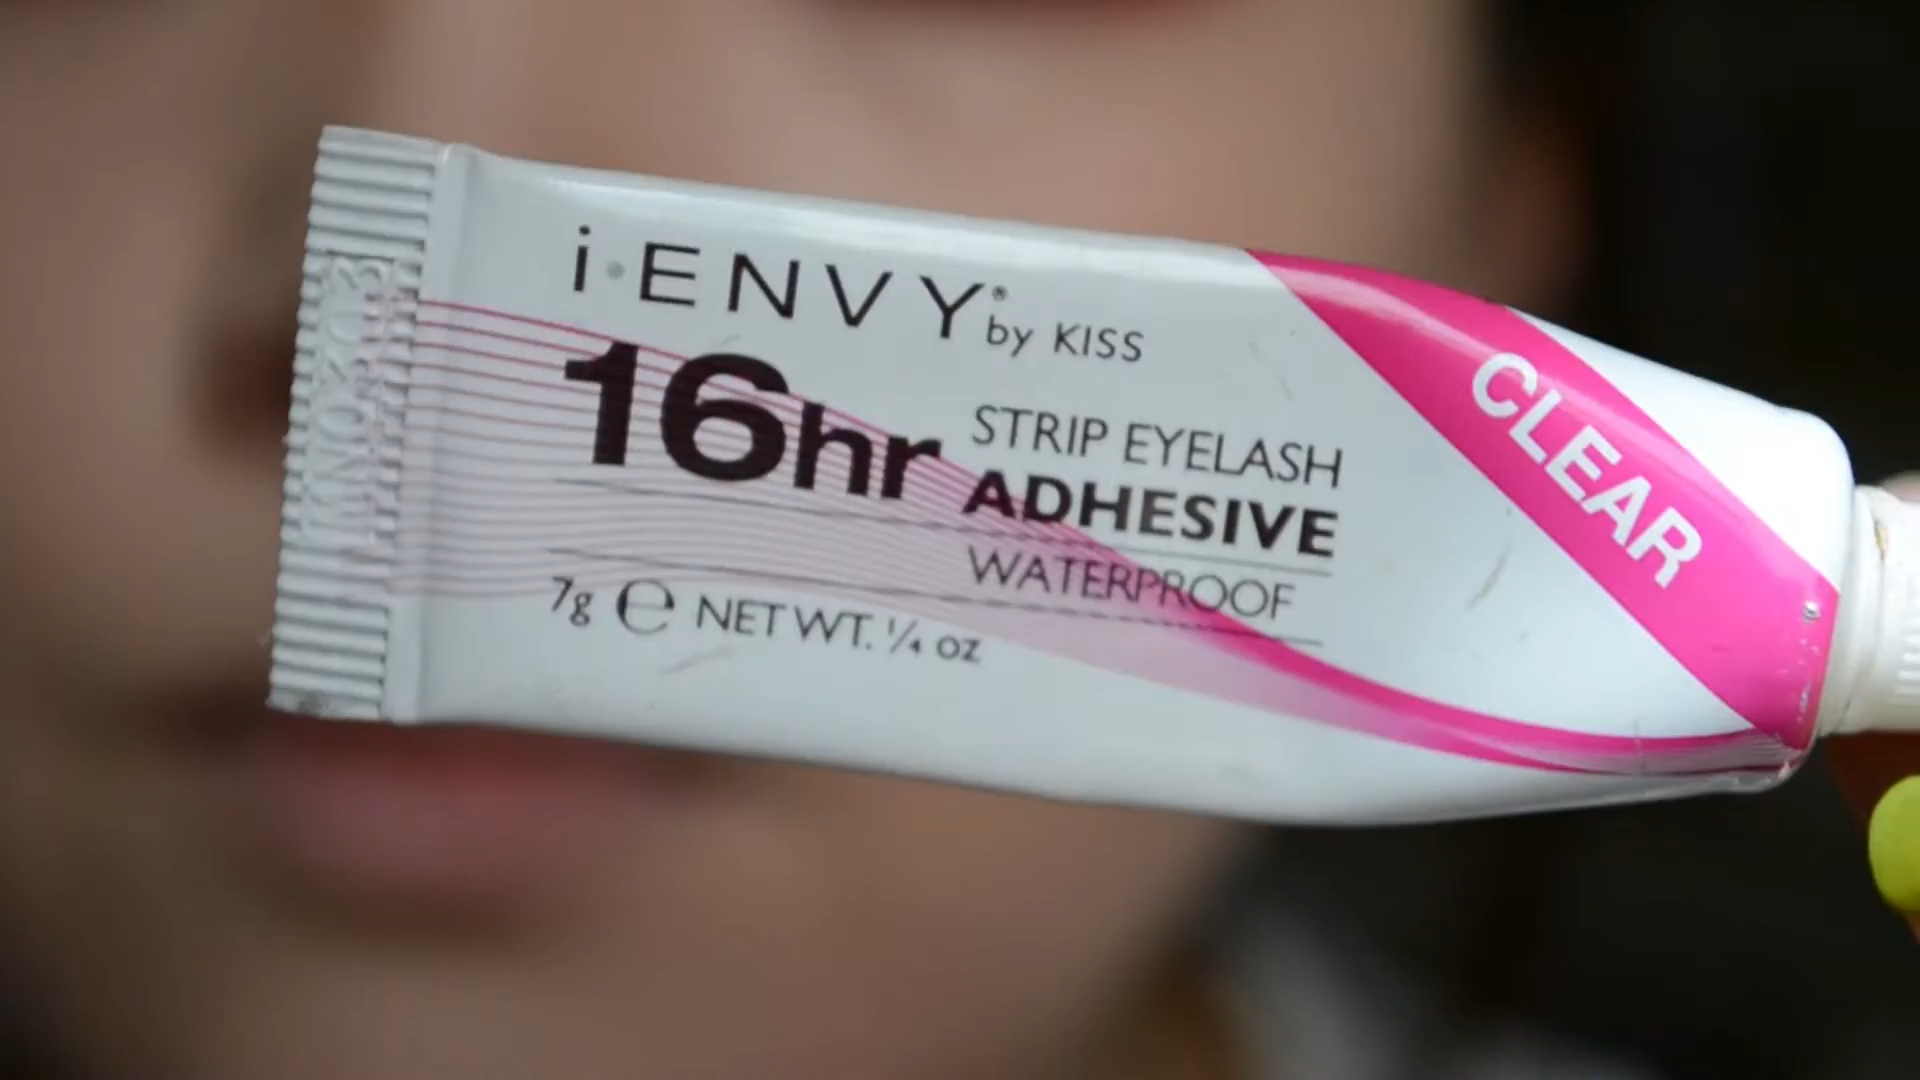 i·ENVY® by KISS
16hr STRIP EYELASH
ADHESIVE
WATERPROOF
7g ℮ NET WT. ¼ oz
CLEAR